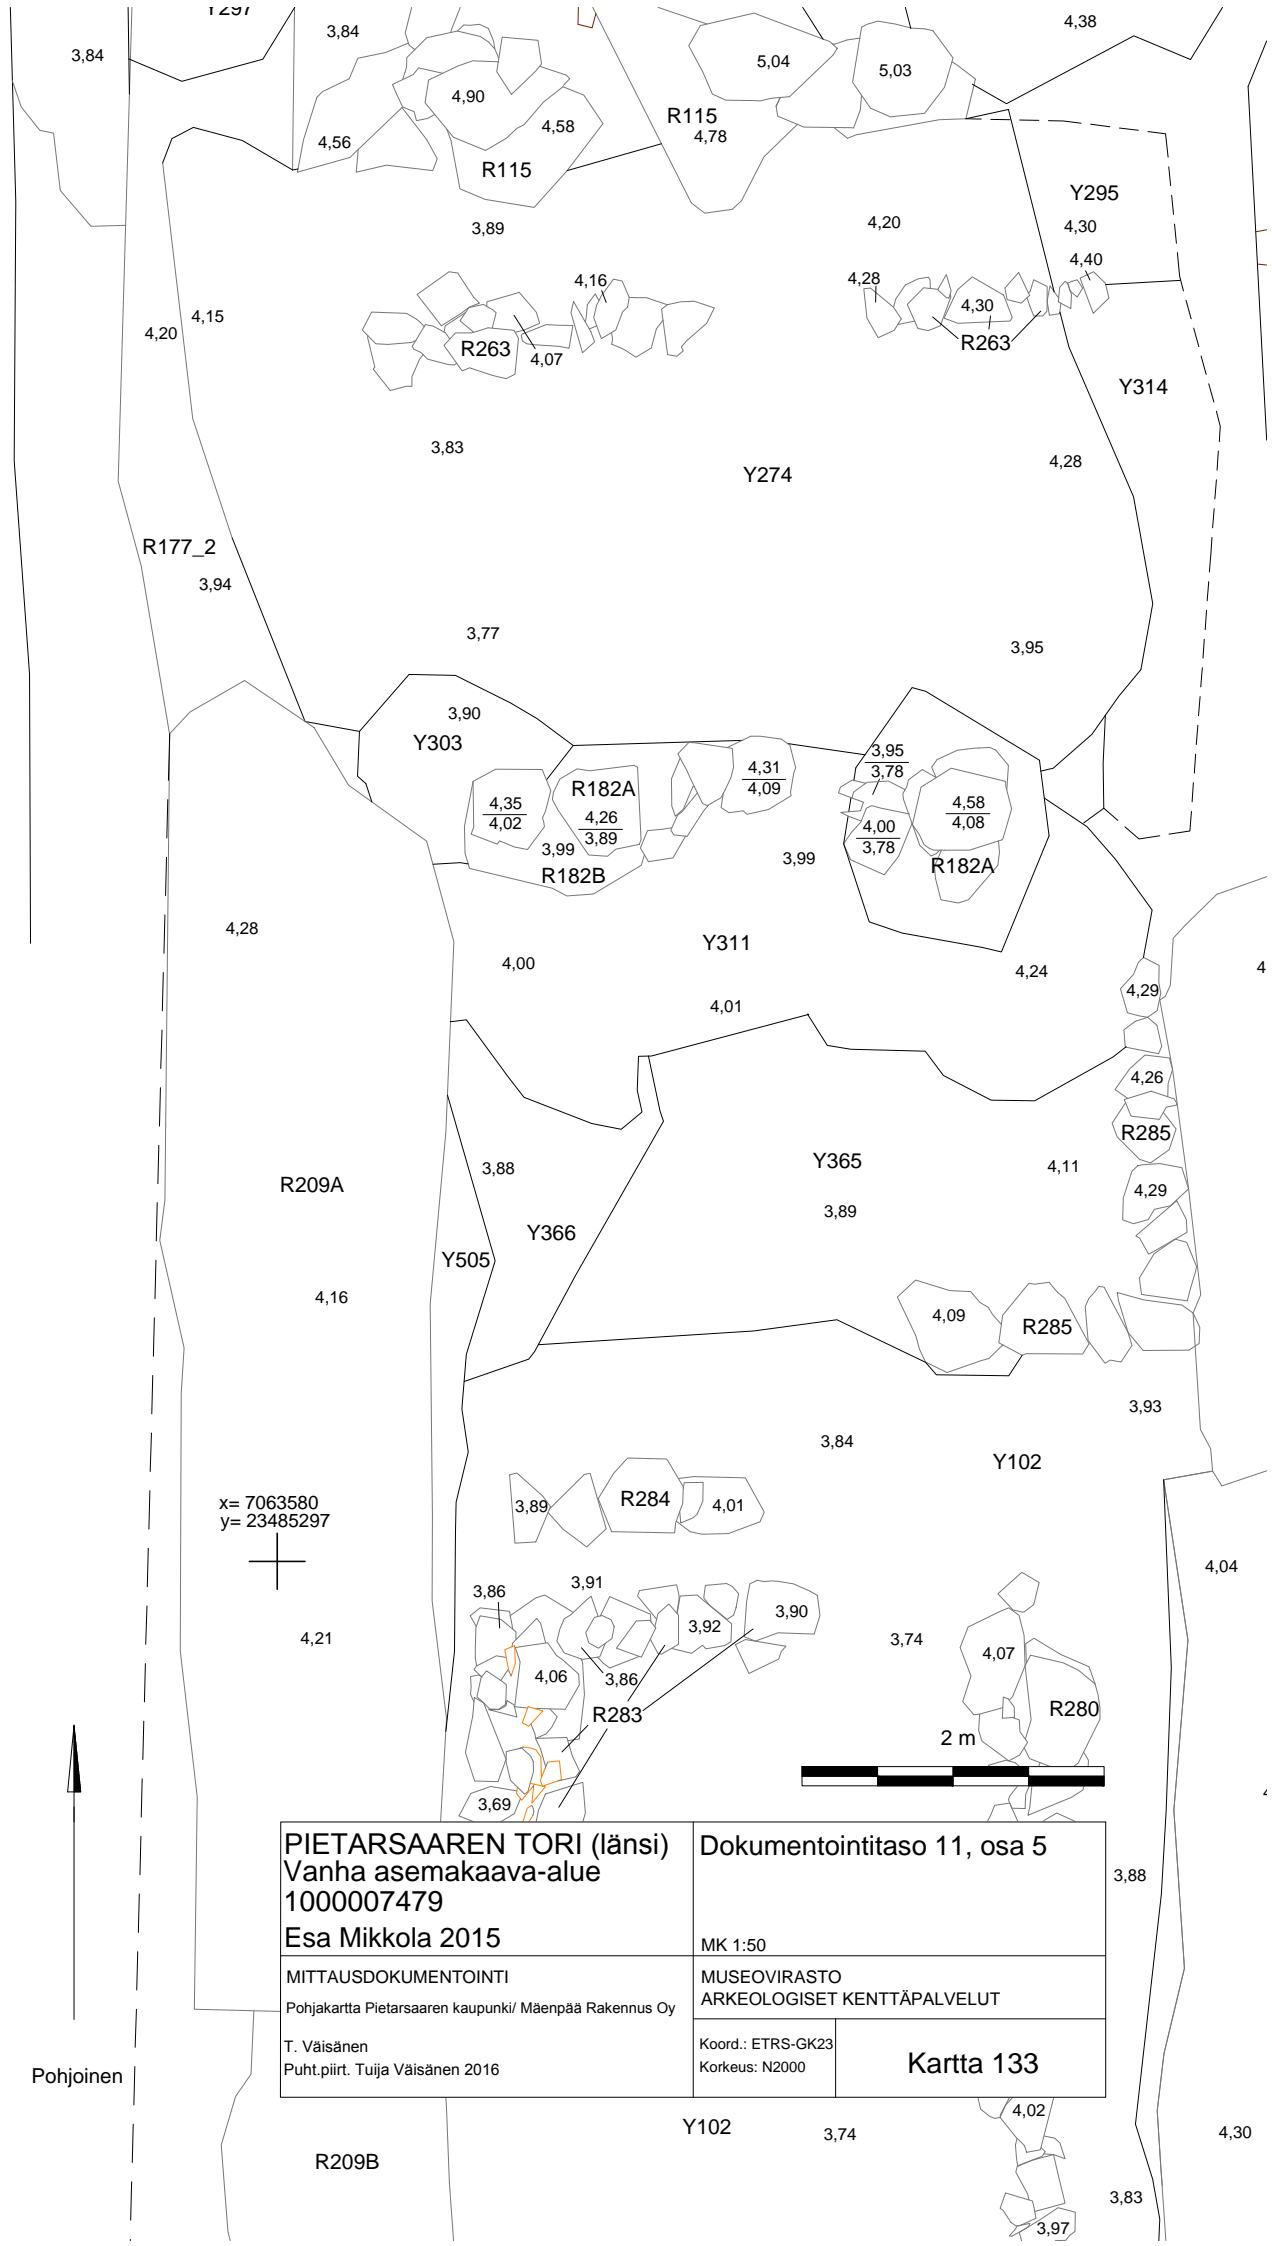 Y297
3,84
3,84
4,38
5,04
5,03
4,90
4,56
4,58
R115
4,78
R115
Y295
3,89
4,20
4,30
4,40
4,16
4,28
4,30
4,15
4,20
R263
4,07
R263
Y314
3,83
Y274
4,28
R177_2
3,94
3,77
3,95
3,90
Y303
3,95
3,78
4,31
4,09
R182A
4,35
4,02
4,26
3,89
4,58
4,08
4,00
3,78
3,99
3,99
R182A
R182B
4,28
Y311
4,00
4,24
4
4,29
4,01
4,26
R285
Y365
3,88
4,11
R209A
4,29
3,89
Y366
Y505
4,16
4,09
R285
3,93
3,84
Y102
R284
3,89
4,01
x= 7063580
y= 23485297
4,04
3,86
3,91
3,90
3,92
4,21
3,74
4,07
4,06
3,86
R283
R280
2 m
3,69
PIETARSAAREN TORI (länsi)
Vanha asemakaava-alue
1000007479
Esa Mikkola 2015
Dokumentointitaso 11, osa 5
MK 1:50
3,88
MITTAUSDOKUMENTOINTI
Pohjakartta Pietarsaaren kaupunki/ Mäenpää Rakennus Oy
T. Väisänen
Puht.piirt. Tuija Väisänen 2016
MUSEOVIRASTO
ARKEOLOGISET KENTTÄPALVELUT
Koord.: ETRS-GK23
Korkeus: N2000
Kartta 133
Pohjoinen
4,02
Y102
3,74
4,30
R209B
3,83
3,97